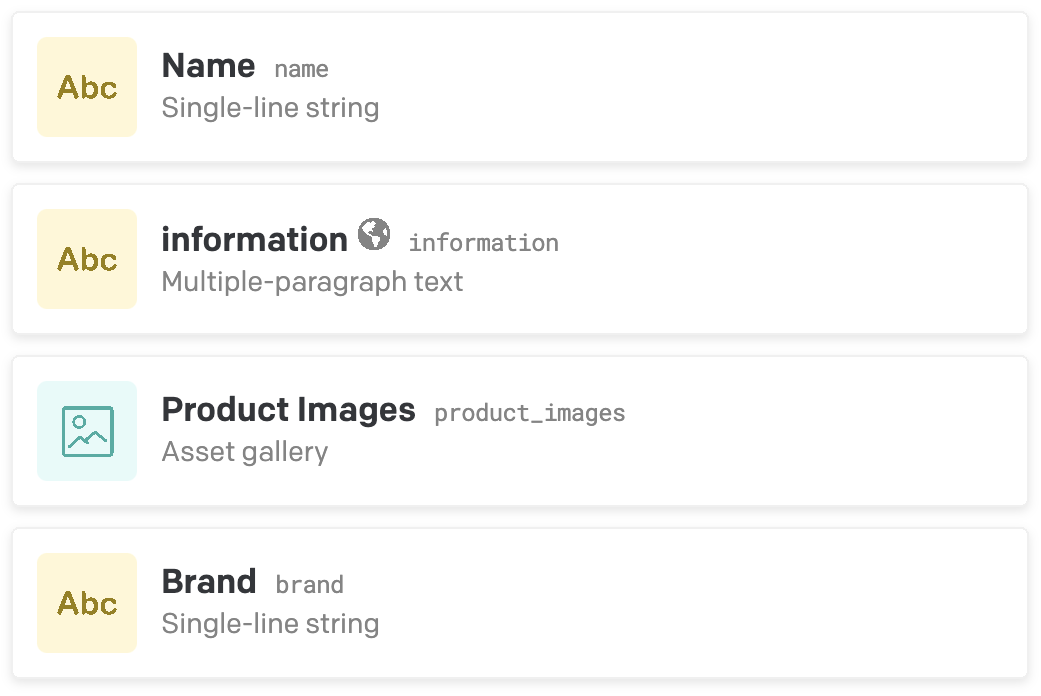 Abc
Name name
Single-line string
Abc
information information
Multiple-paragraph text
Product Images product_images
Asset gallery
Abc
Brand brand
Single-line string